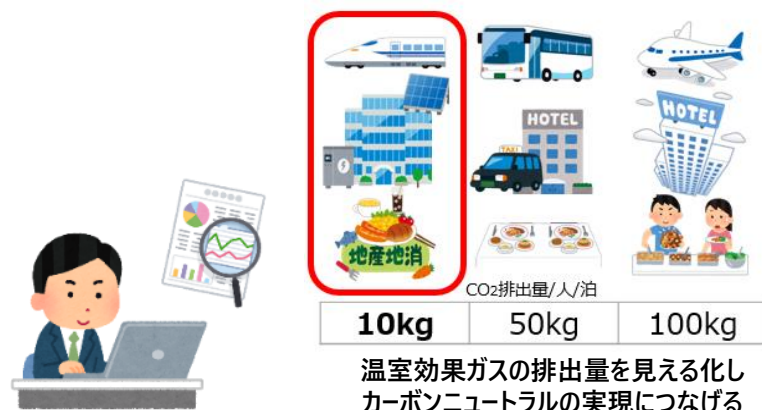 HOTEL
HOTEL
TAXI
地産地消
CO2排出量/人/泊
10kg 50kg 100kg
温室効果ガスの排出量を見える化し
カーボンニュートラルの実現につなげる